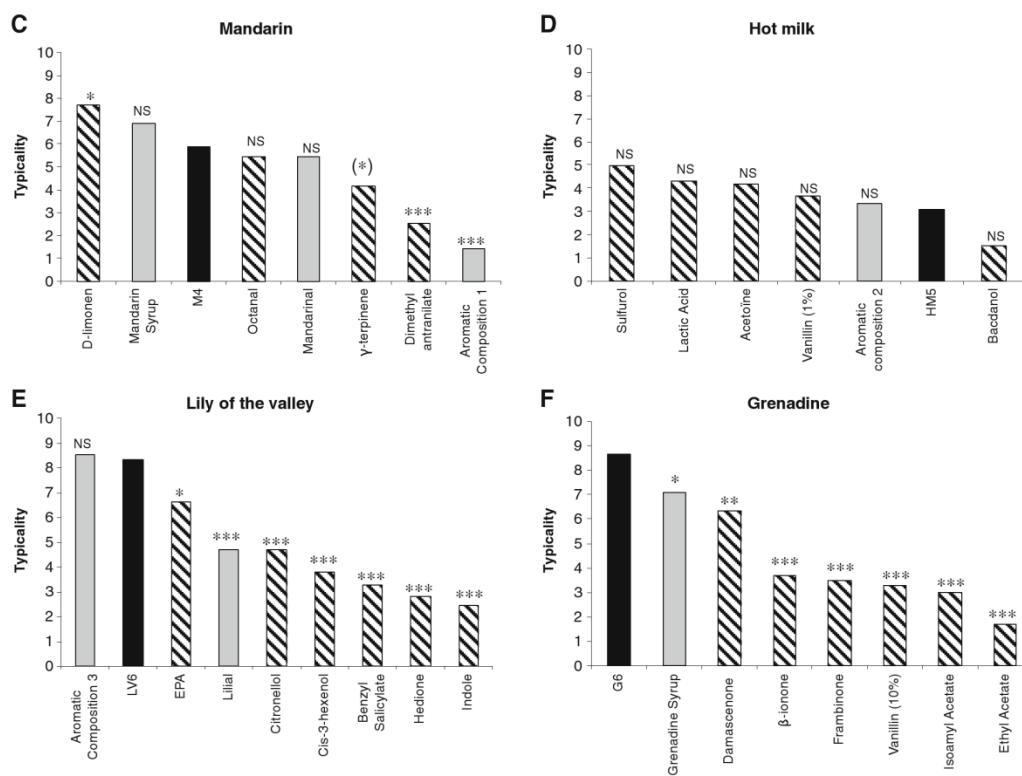 C
Mandarin
Typicality
10
9
8
7
6
5
4
3
2
1
0
*
NS
NS
NS
(*)
***
***
D-limonen
Mandarin
Syrup
M4
Octanal
Mandarinal
γ-terpinene
Dimethyl
antranilate
Aromatic
Composition 1
D
Hot milk
Typicality
10
9
8
7
6
5
4
3
2
1
0
NS
NS
NS
NS
NS
NS
Sulfurol
Lactic Acid
Acetoïne
Vanillin (1%)
Aromatic
composition 2
HM5
Bacdanol
E
Lily of the valley
Typicality
10
9
8
7
6
5
4
3
2
1
0
NS
*
***
***
***
***
***
***
Aromatic
Composition 3
LV6
EPA
Lilial
Citronellol
Cis-3-hexenol
Benzyl
Salicylate
Hedione
Indole
F
Grenadine
Typicality
10
9
8
7
6
5
4
3
2
1
0
*
**
***
***
***
***
***
G6
Grenadine Syrup
Damascenone
β-ionone
Frambinone
Vanillin (10%)
Isoamyl Acetate
Ethyl Acetate